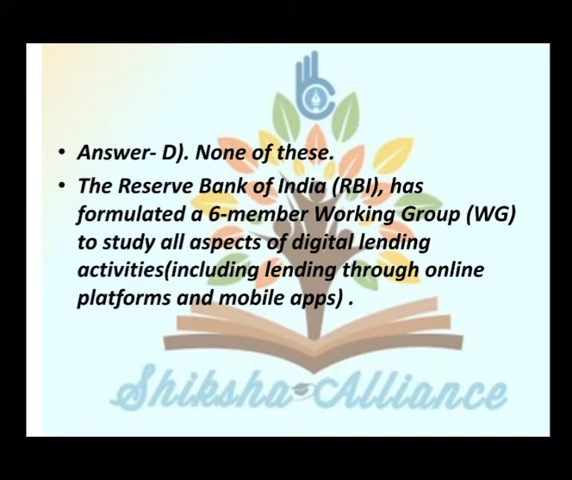 • Answer- D). None of these.
• The Reserve Bank of India (RBI), has
formulated a 6-member Working Group (WG)
to study all aspects of digital lending
activities(including lending through online
platforms and mobile apps) .
Shiksha Alliance